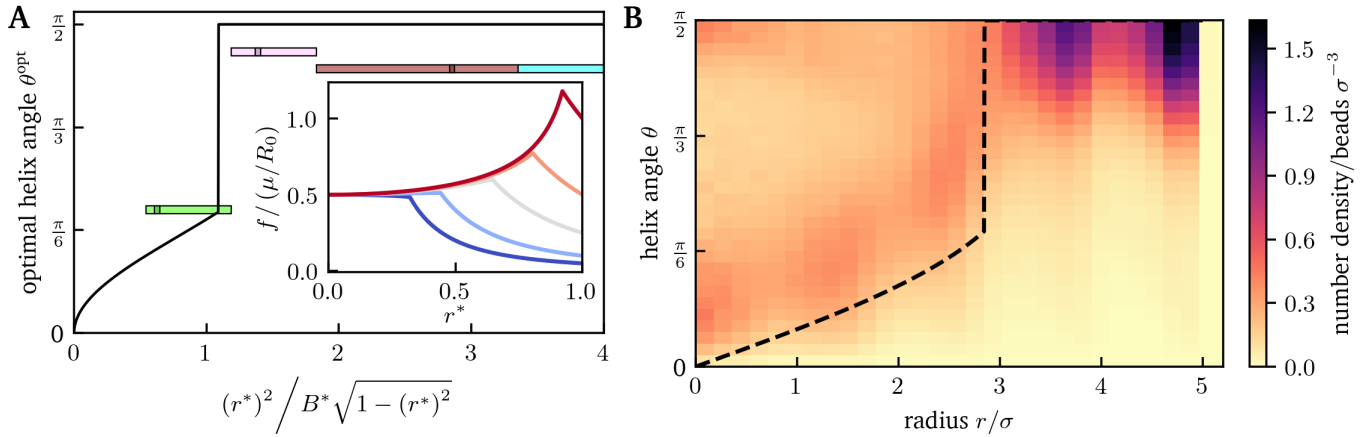 A
optimal helix angle θ^opt
π/2
π/3
π/6
0
0
1
2
3
4
(r*)² / B* √(1 − (r*)²)
f / (μ/R₀)
1.0
0.5
0.0
0.0
0.5
1.0
r*
B
helix angle θ
π/2
π/3
π/6
0
0
1
2
3
4
5
radius r/σ
1.5
1.2
0.9
0.6
0.3
0.0
number density/beads σ⁻³